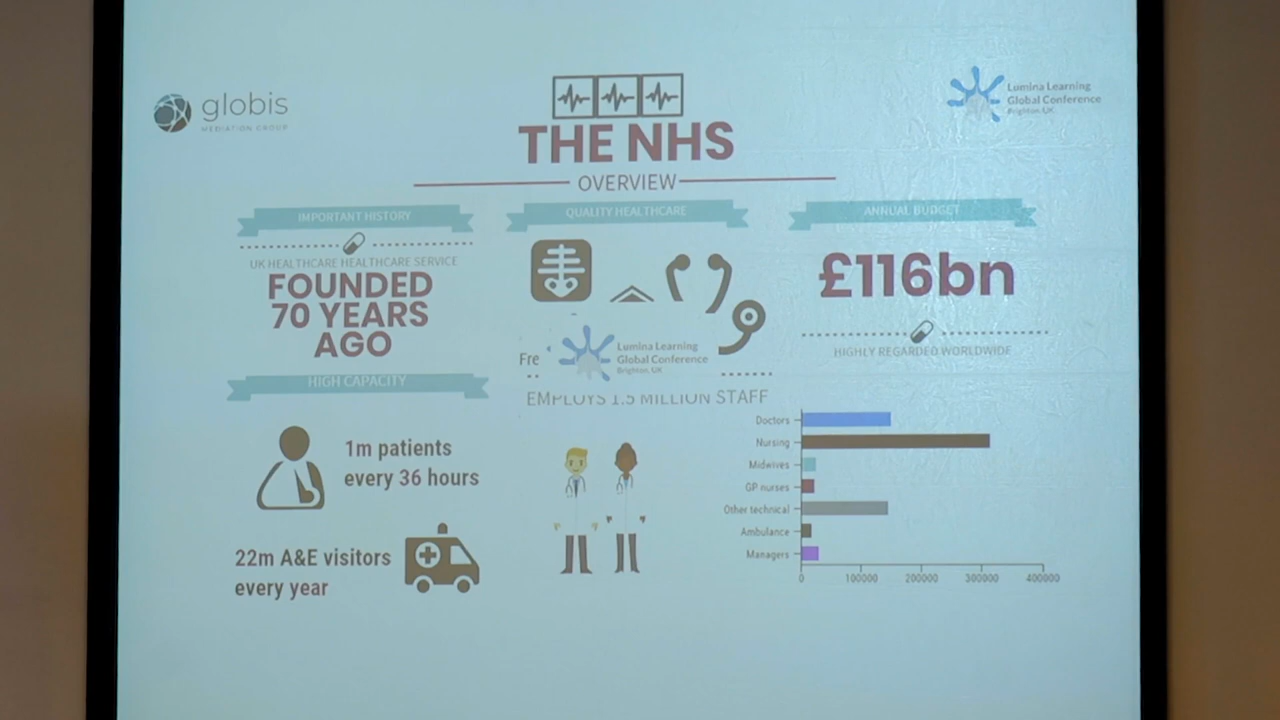 globis
MEDIATION GROUP
Lumina Learning
Global Conference
Brighton, UK
THE NHS
OVERVIEW
IMPORTANT HISTORY
UK HEALTHCARE HEALTHCARE SERVICE
FOUNDED
70 YEARS
AGO
QUALITY HEALTHCARE
Fre
Lumina Learning
Global Conference
Brighton, UK
ANNUAL BUDGET
£116bn
HIGHLY REGARDED WORLDWIDE
HIGH CAPACITY
1m patients
every 36 hours
22m A&E visitors
every year
EMPLOYS 1.5 MILLION STAFF
Doctors
Nursing
Midwives
GP nurses
Other technical
Ambulance
Managers
0 100000 200000 300000 400000